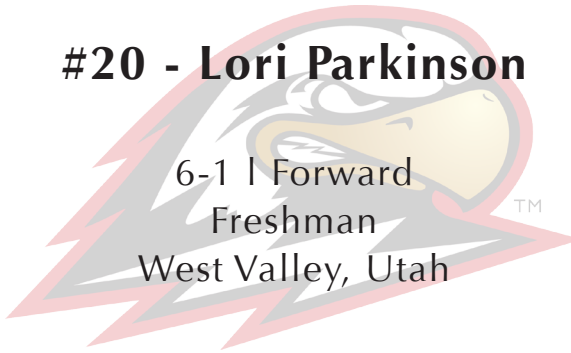 #20 - Lori Parkinson
6-1 l Forward
Freshman
TM
West Valley, Utah